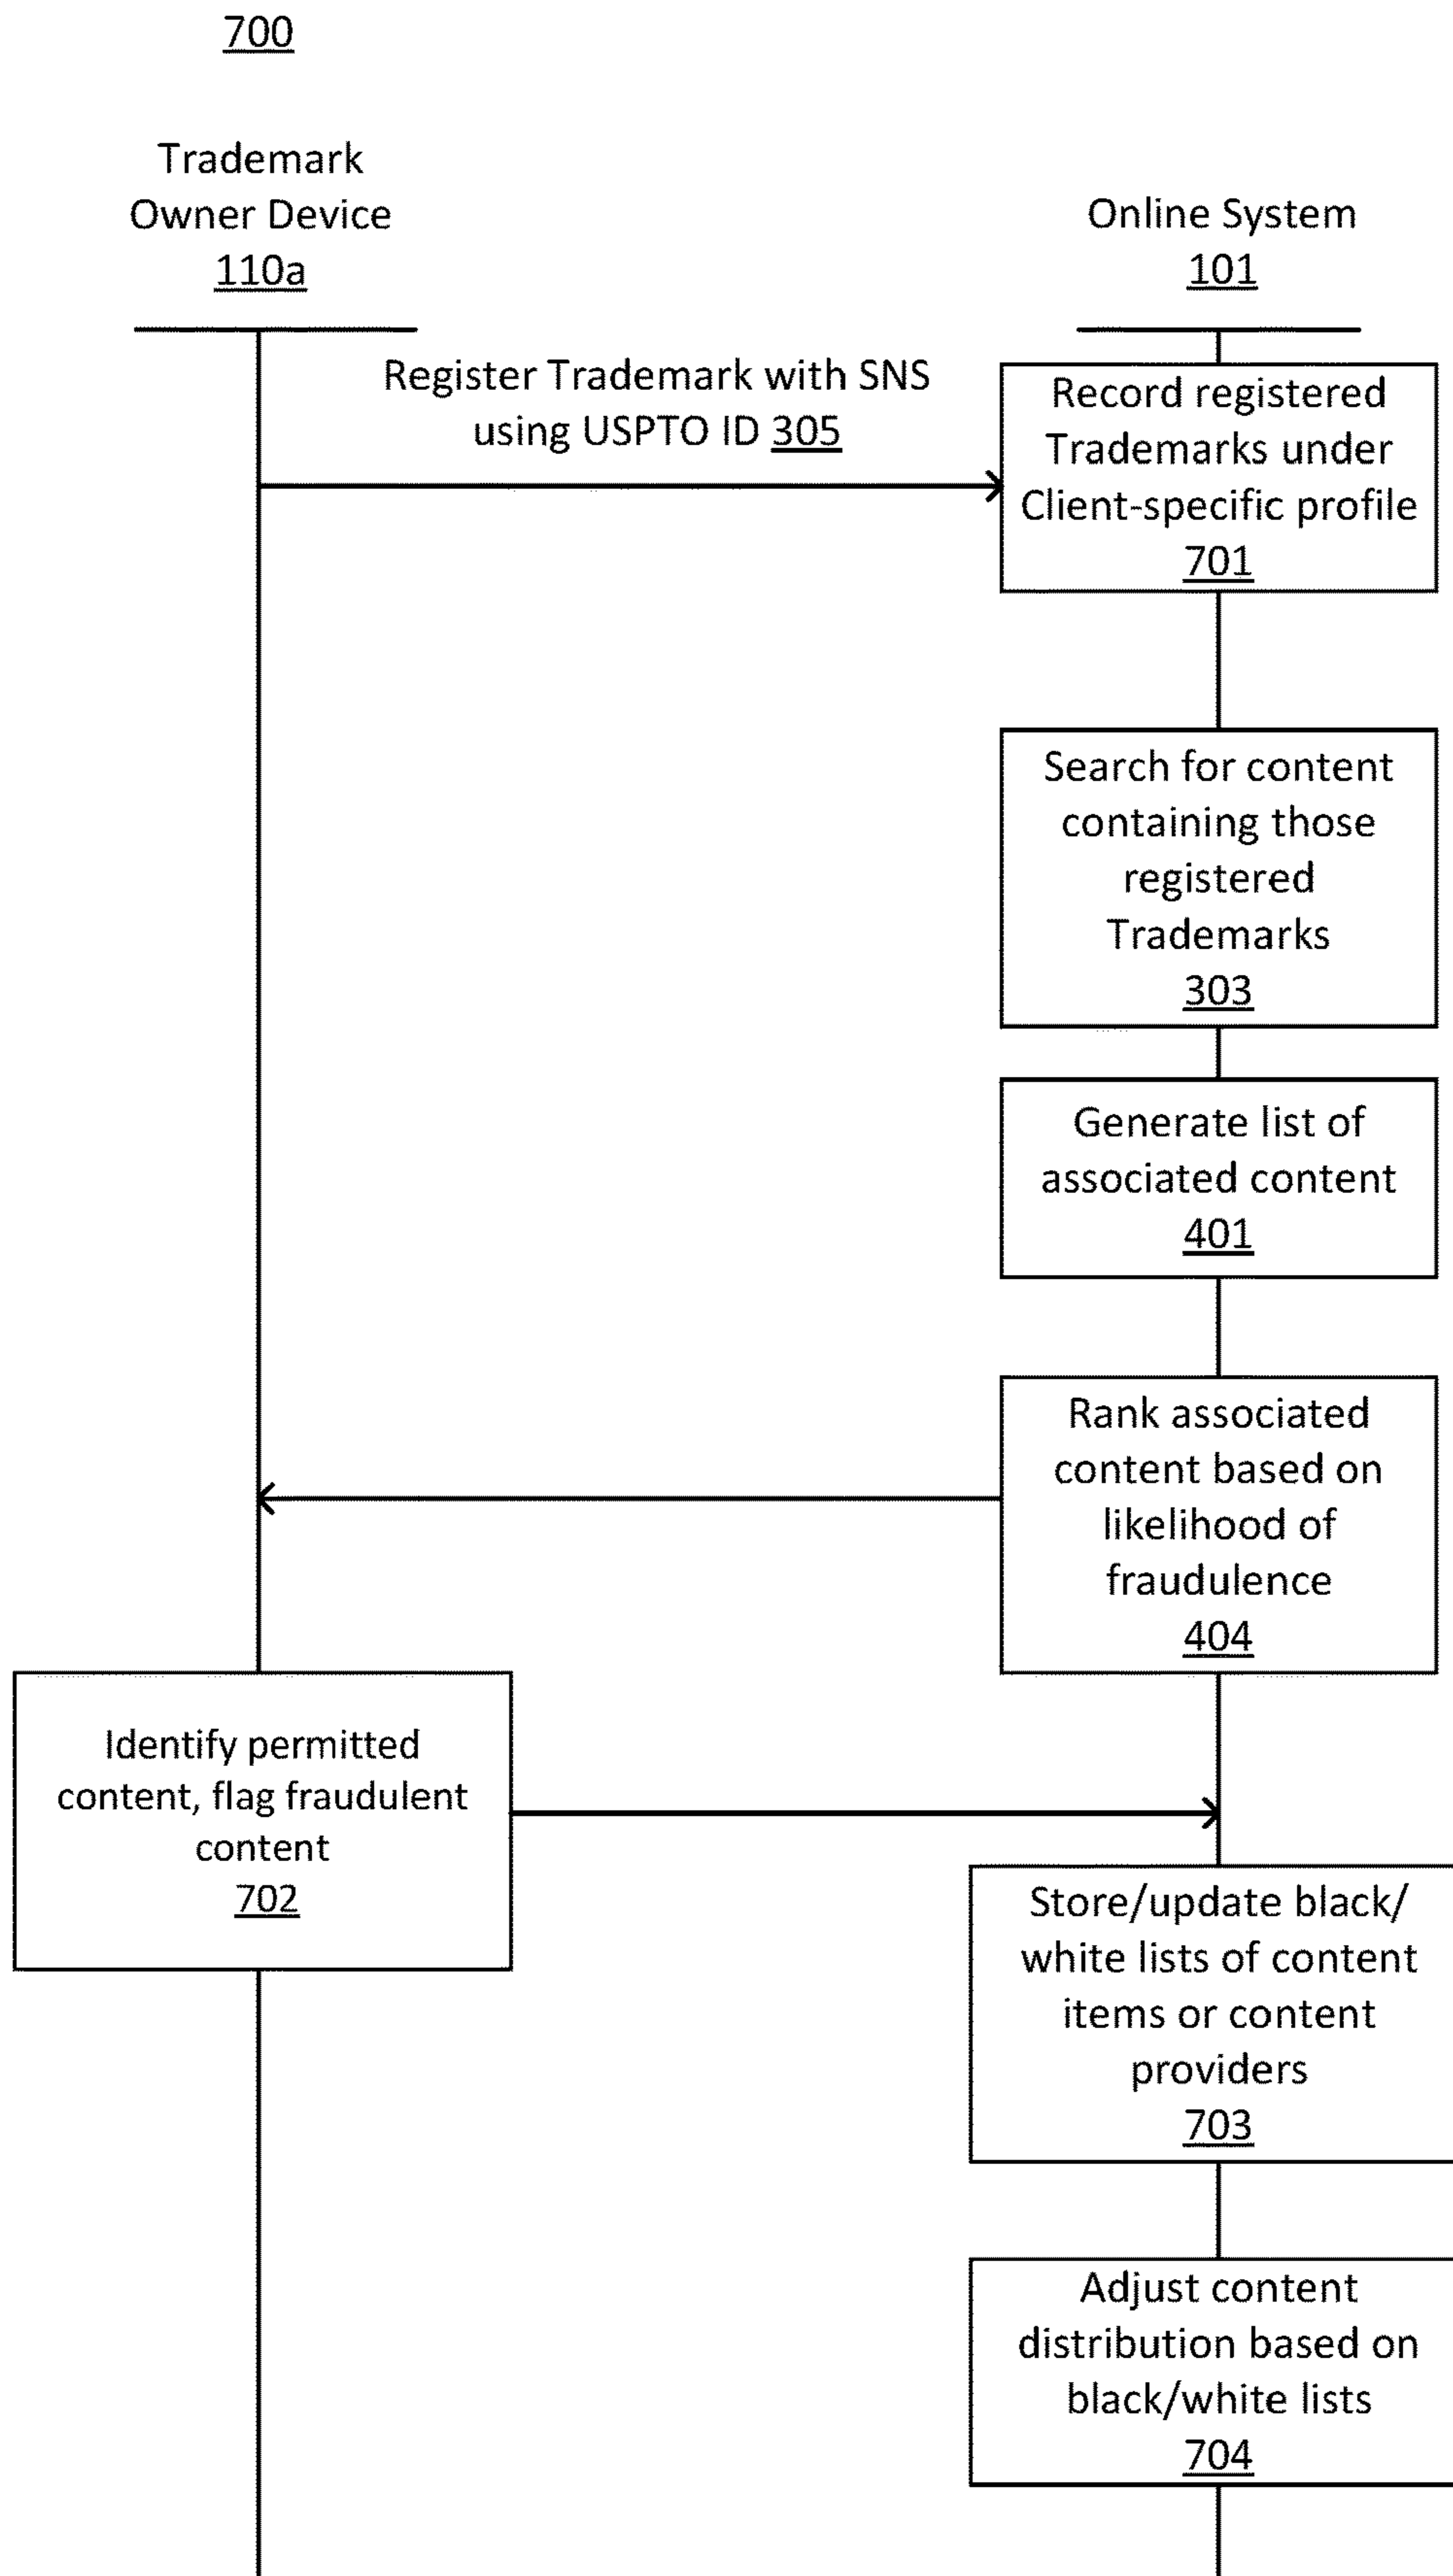 700
Trademark
Owner Device
110a
Online System
101
Register Trademark with SNS
using USPTO ID 305
Record registered
Trademarks under
Client-specific profile
701
Search for content
containing those
registered
Trademarks
303
Generate list of
associated content
401
Rank associated
content based on
likelihood of
fraudulence
404
Identify permitted
content, flag fraudulent
content
702
Store/update black/
white lists of content
items or content
providers
703
Adjust content
distribution based on
black/white lists
704